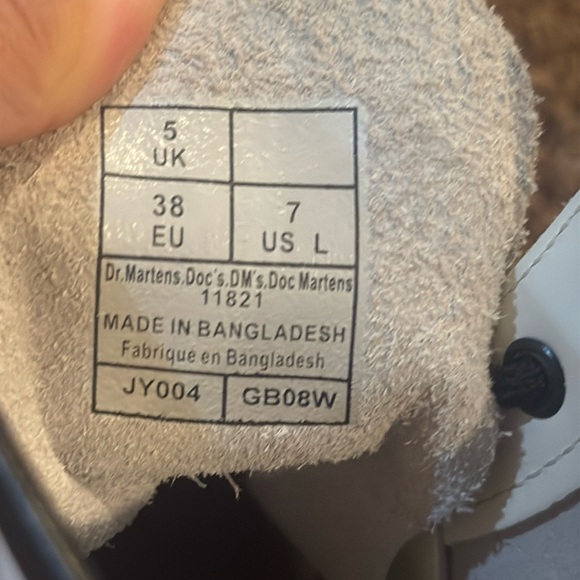 5
UK
38
EU
7
US L
Dr.Martens.Doc's.DM's.Doc Martens
11821
MADE IN BANGLADESH
Fabriqué en Bangladesh
JY004
GB08W